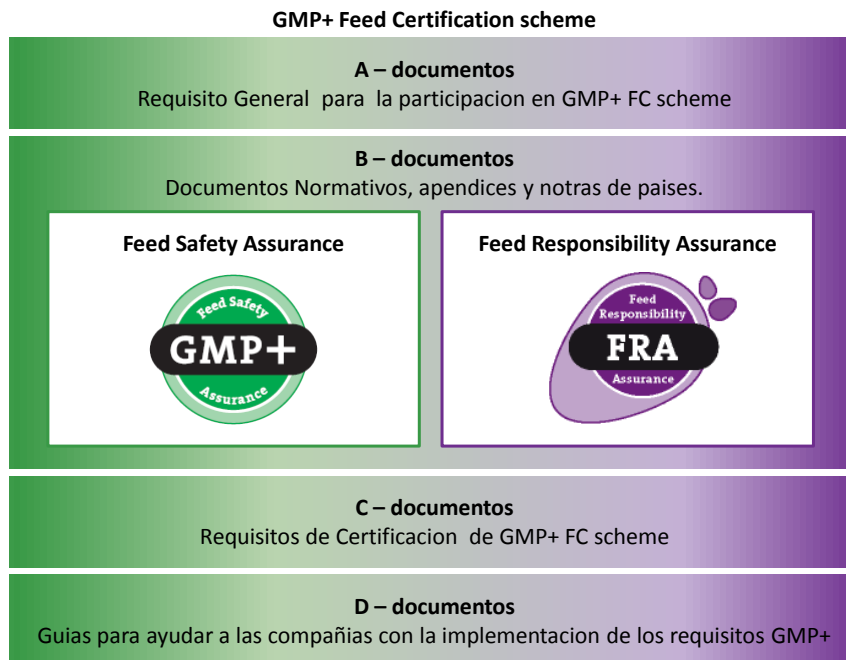 GMP+ Feed Certification scheme
A – documentos
Requisito General para la participacion en GMP+ FC scheme
B – documentos
Documentos Normativos, apendices y notras de paises.
Feed Safety Assurance
Feed Safety
GMP+
Assurance
Feed Responsibility Assurance
Feed
Responsibility
FRA
Assurance
C – documentos
Requisitos de Certificacion de GMP+ FC scheme
D – documentos
Guias para ayudar a las compañias con la implementacion de los requisitos GMP+